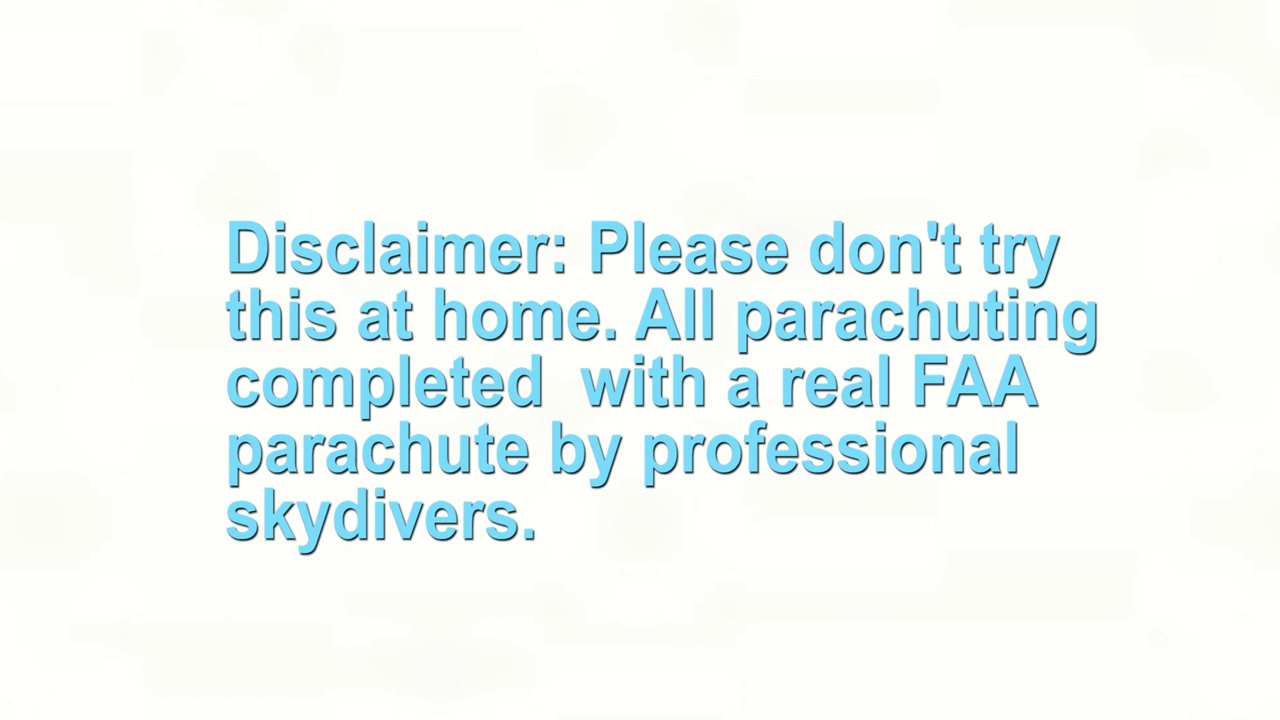 Disclaimer: Please don't try
this at home. All parachuting
completed  with a real FAA
parachute by professional
skydivers.